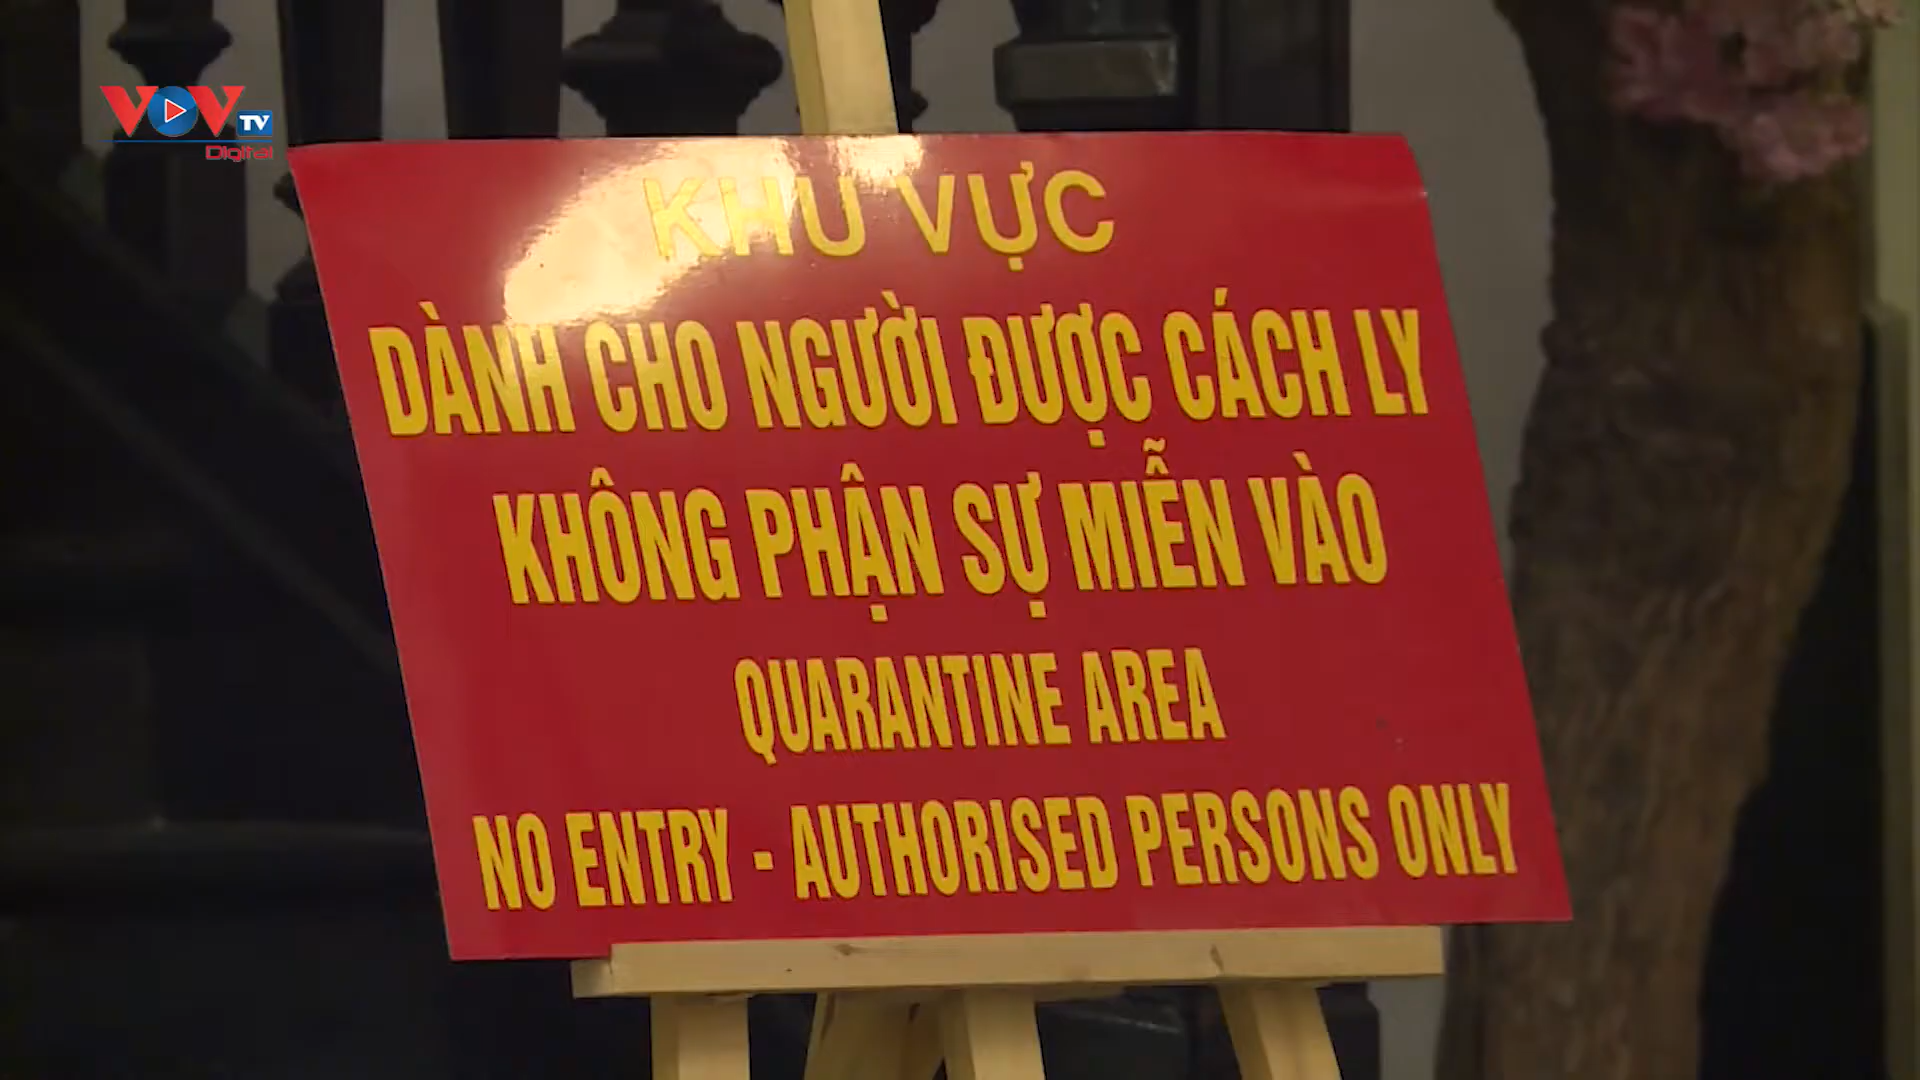 VOV TV
Digital
KHU VỰC
DÀNH CHO NGƯỜI ĐƯỢC CÁCH LY
KHÔNG PHẬN SỰ MIỄN VÀO
QUARANTINE AREA
NO ENTRY - AUTHORISED PERSONS ONLY